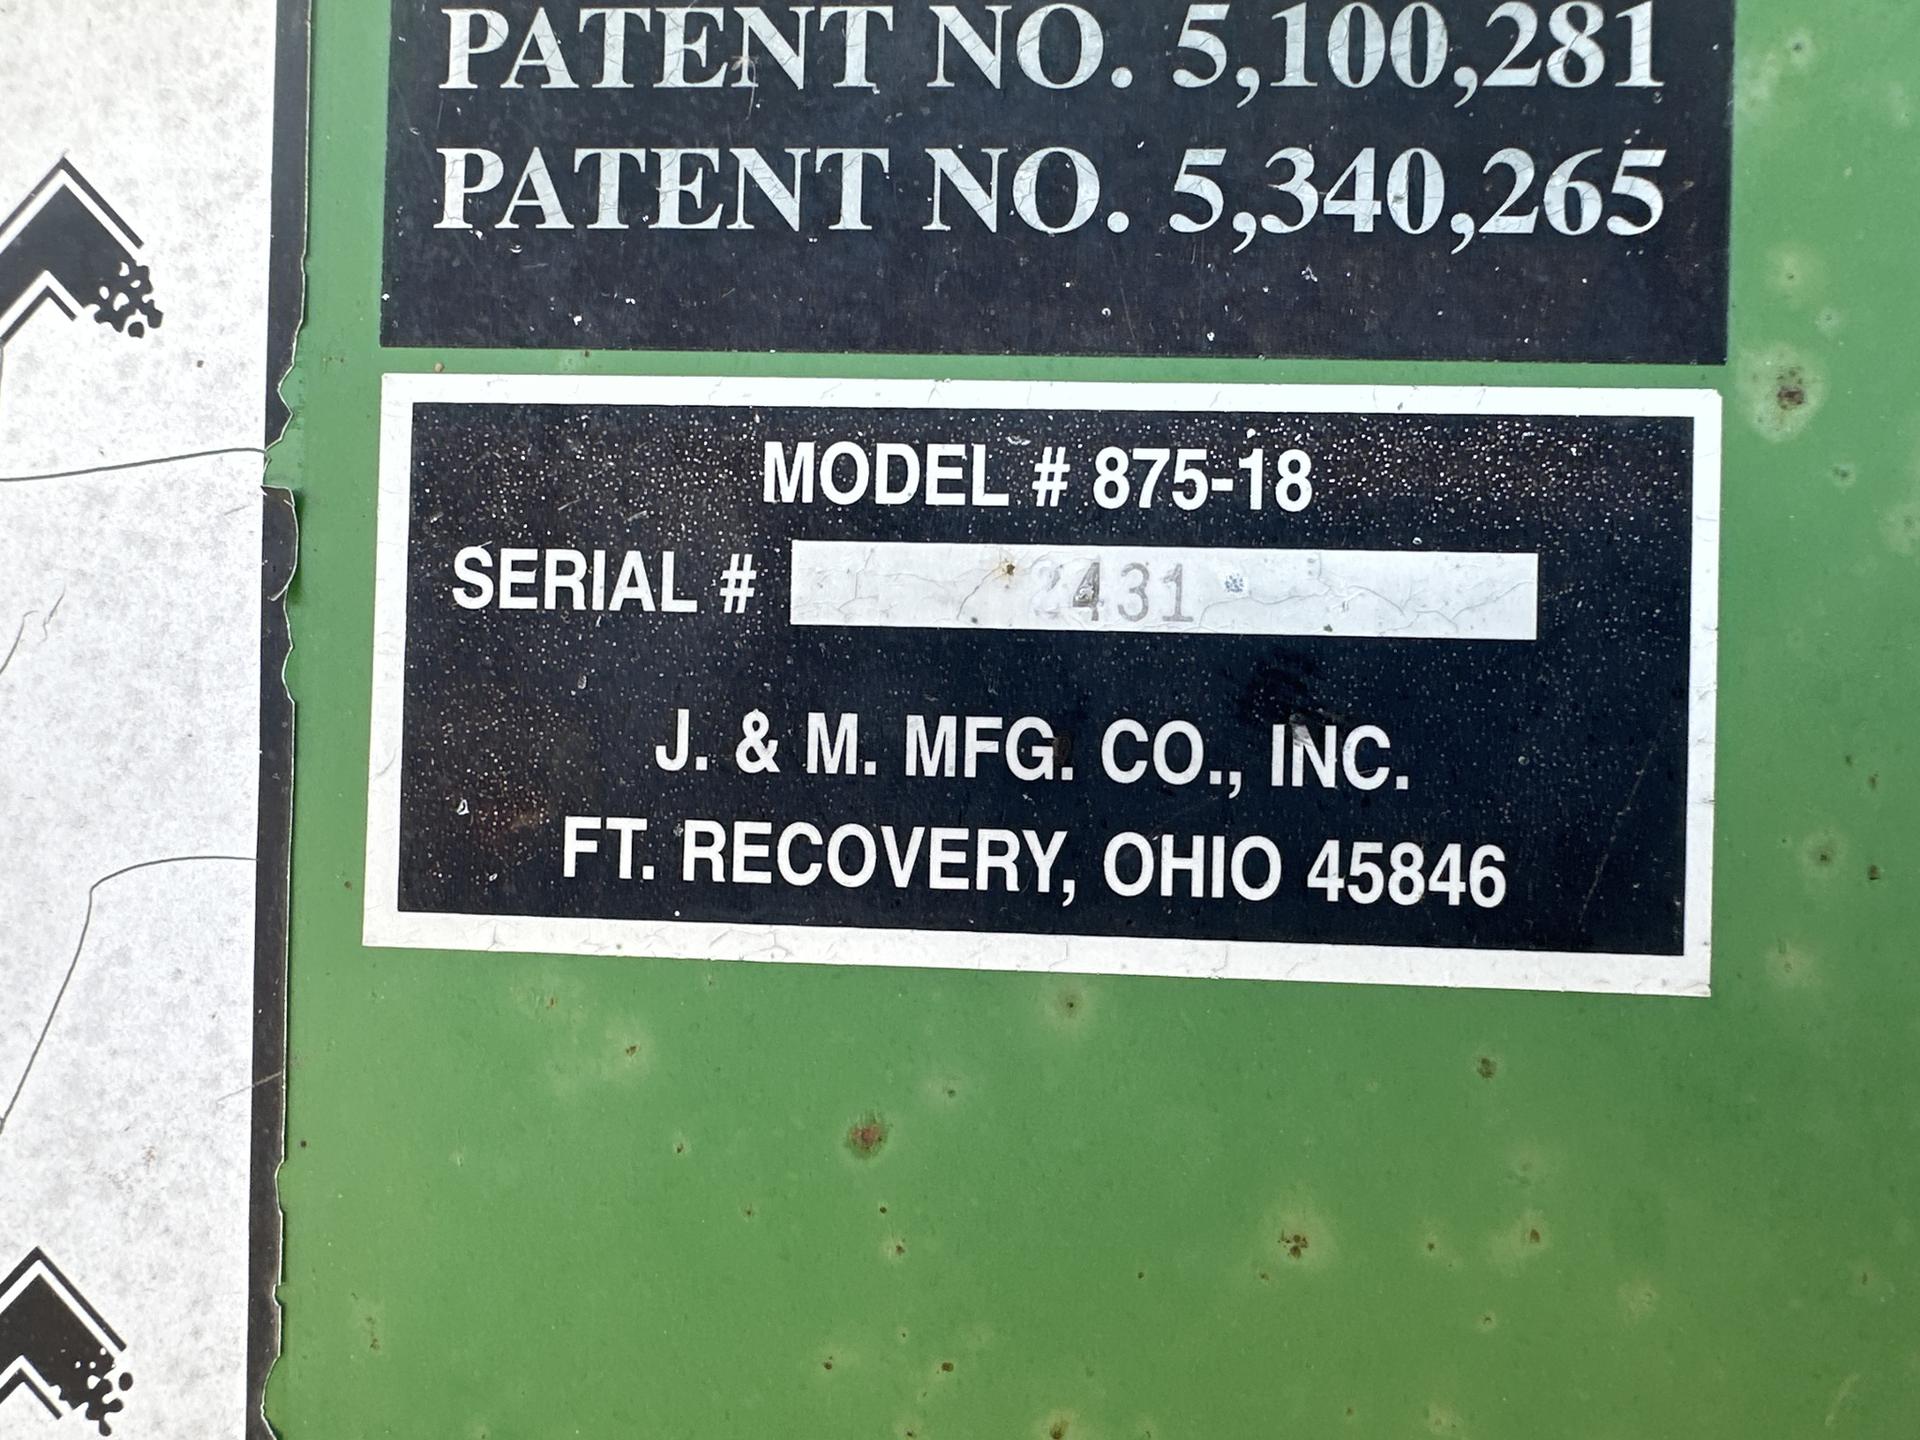 PATENT NO. 5,100,281
PATENT NO. 5,340,265
MODEL # 875-18
SERIAL # 2431
J. & M. MFG. CO., INC.
FT. RECOVERY, OHIO 45846